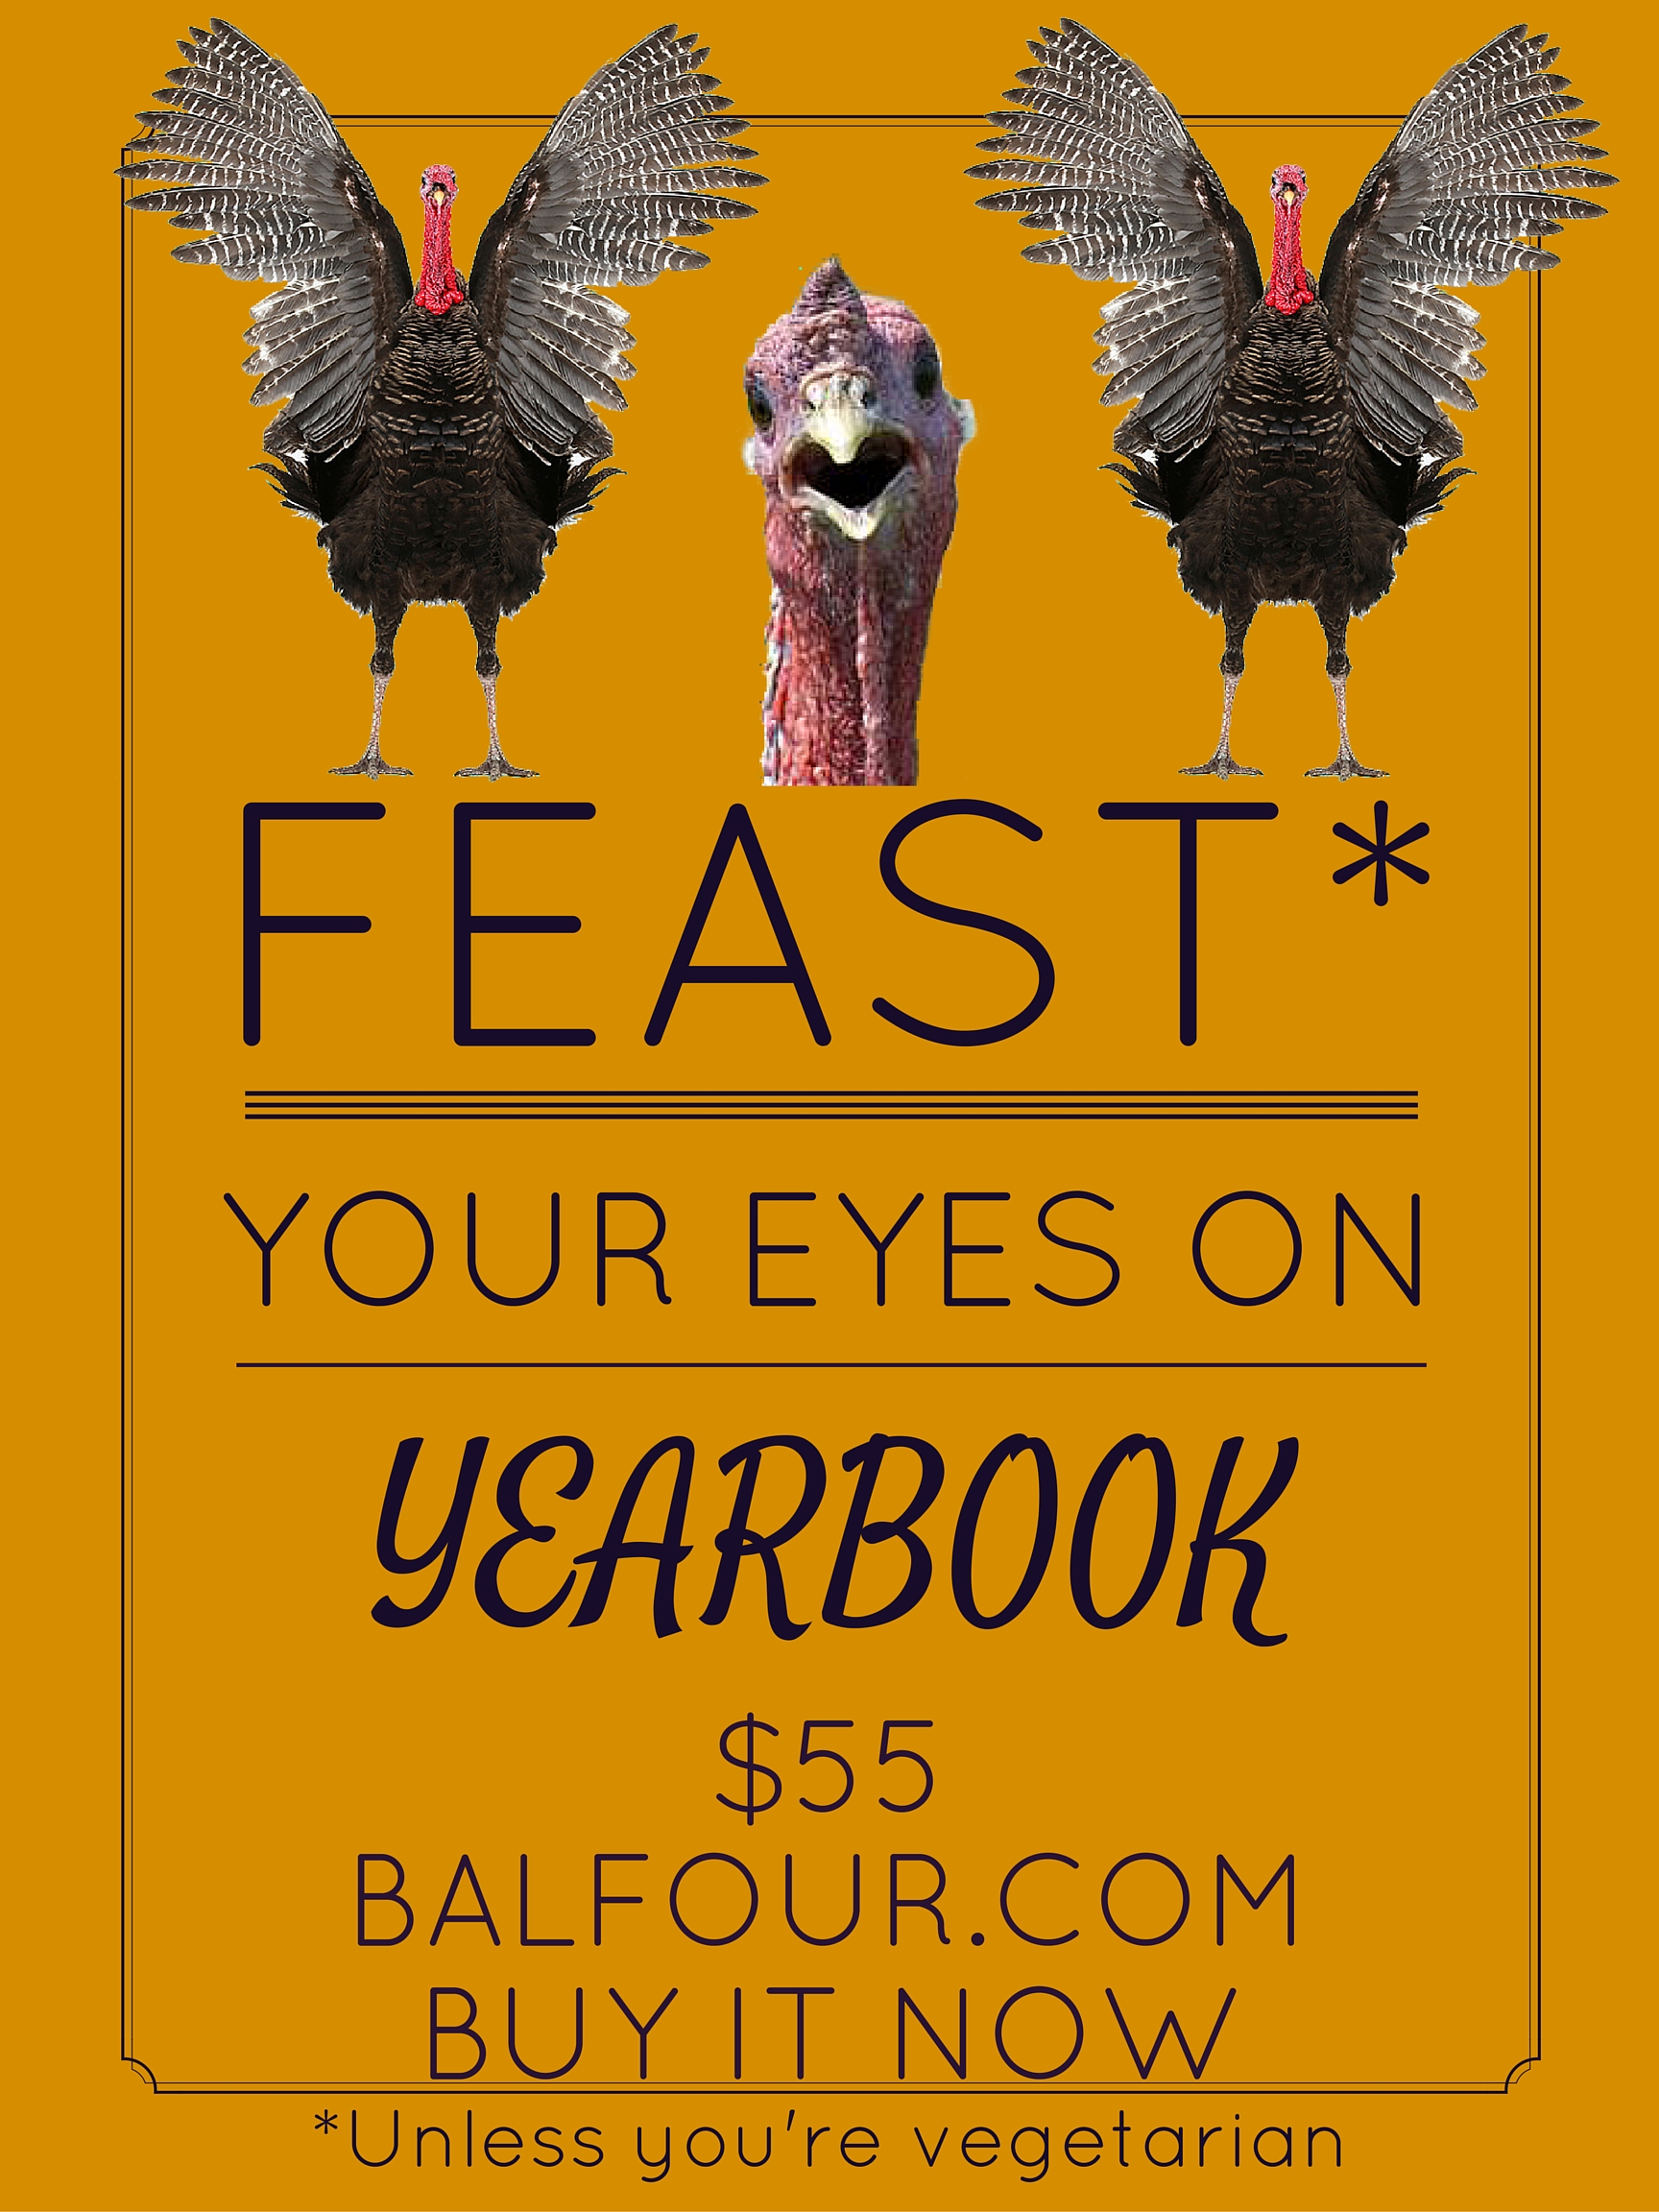 FEAST*
YOUR EYES ON
YEARBOOK
$55
BALFOUR.COM
BUY IT NOW
*Unless you're vegetarian